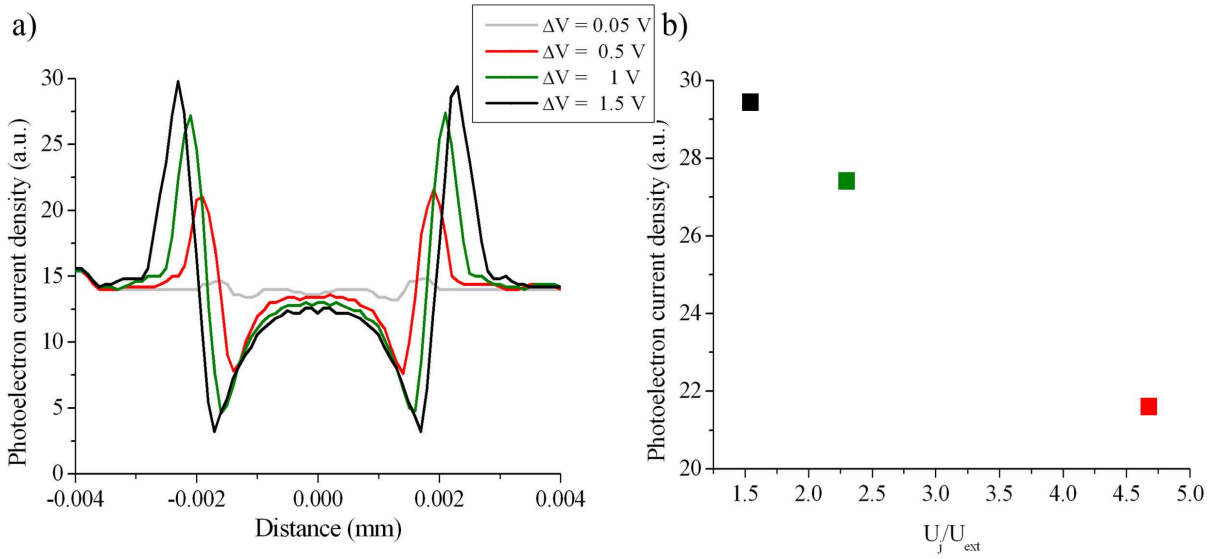 a)
ΔV = 0.05 V
ΔV = 0.5 V
ΔV = 1 V
ΔV = 1.5 V
Photoelectron current density (a.u.)
30
25
20
15
10
5
0
-0.004
-0.002
0.000
0.002
0.004
Distance (mm)
b)
Photoelectron current density (a.u.)
30
28
26
24
22
20
1.5
2.0
2.5
3.0
3.5
4.0
4.5
5.0
U_j/U_ext